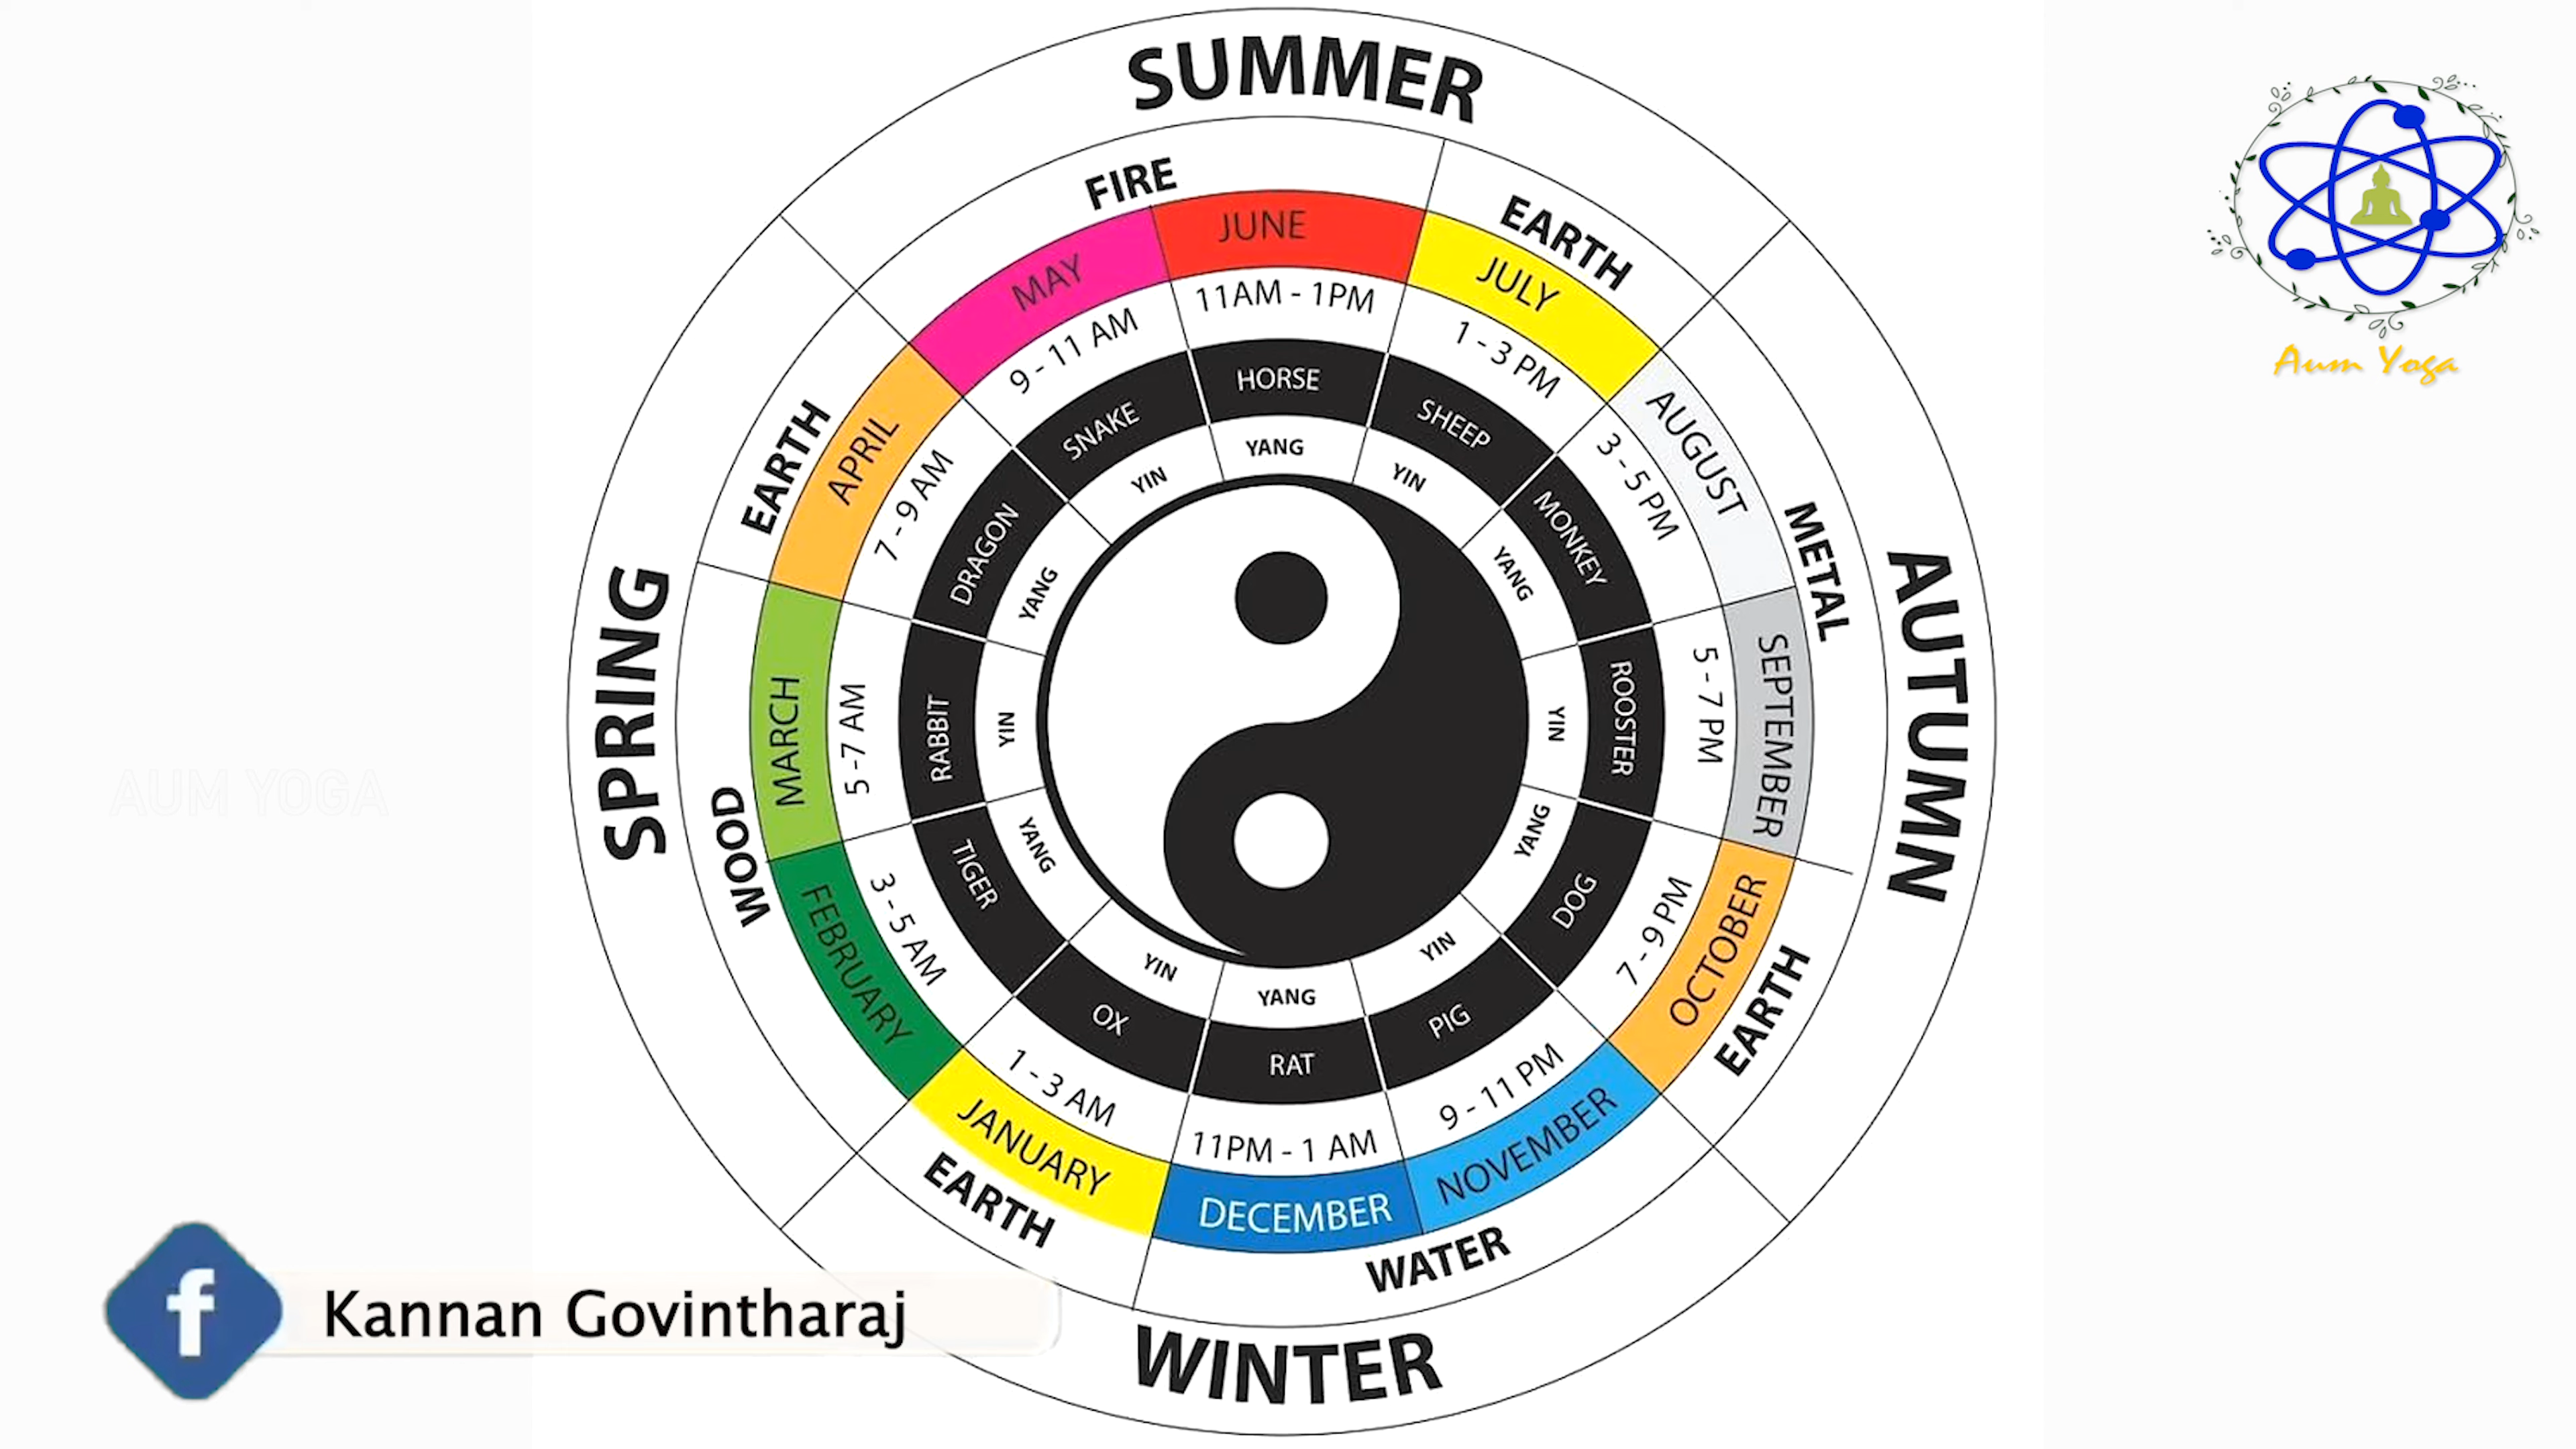 SUMMER
FIRE
EARTH
JUNE
MAY
JULY
11AM - 1PM
9 - 11 AM
1 - 3 PM
HORSE
SNAKE
SHEEP
YANG
YIN
YIN
EARTH
APRIL
7 - 9 AM
DRAGON
YANG
AUGUST
3 - 5 PM
MONKEY
YANG
METAL
SPRING
WOOD
MARCH
5 -7 AM
RABBIT
YIN
YIN
ROOSTER
5 - 7 PM
SEPTEMBER
AUTUMN
FEBRUARY
3 - 5 AM
TIGER
YANG
YANG
DOG
7 - 9 PM
OCTOBER
EARTH
YIN
YANG
YIN
OX
RAT
PIG
1 - 3 AM
11PM - 1 AM
9 - 11 PM
JANUARY
DECEMBER
NOVEMBER
EARTH
WATER
WINTER
Aum Yoga
AUM YOGA
f
Kannan Govintharaj